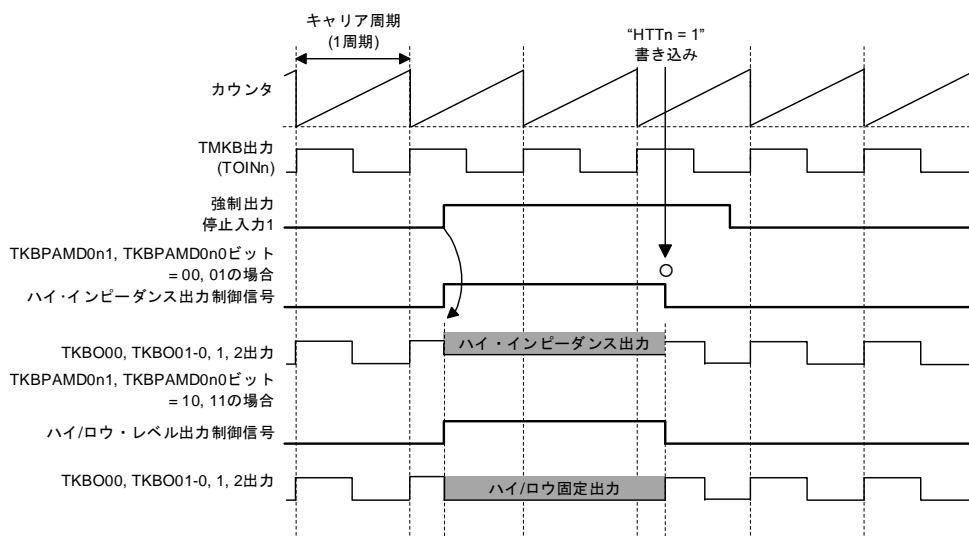 キャリア周期
(1周期)
“HTTn = 1”
書き込み
カウンタ
TMKB出力
(TOINn)
強制出力
停止入力1
TKBPAMD0n1, TKBPAMD0n0ビット
= 00, 01の場合
ハイ・インピーダンス出力制御信号
ハイ・インピーダンス出力
TKBO00, TKBO01-0, 1, 2出力
TKBPAMD0n1, TKBPAMD0n0ビット
= 10, 11の場合
ハイ/ロウ・レベル出力制御信号
TKBO00, TKBO01-0, 1, 2出力
ハイ/ロウ固定出力